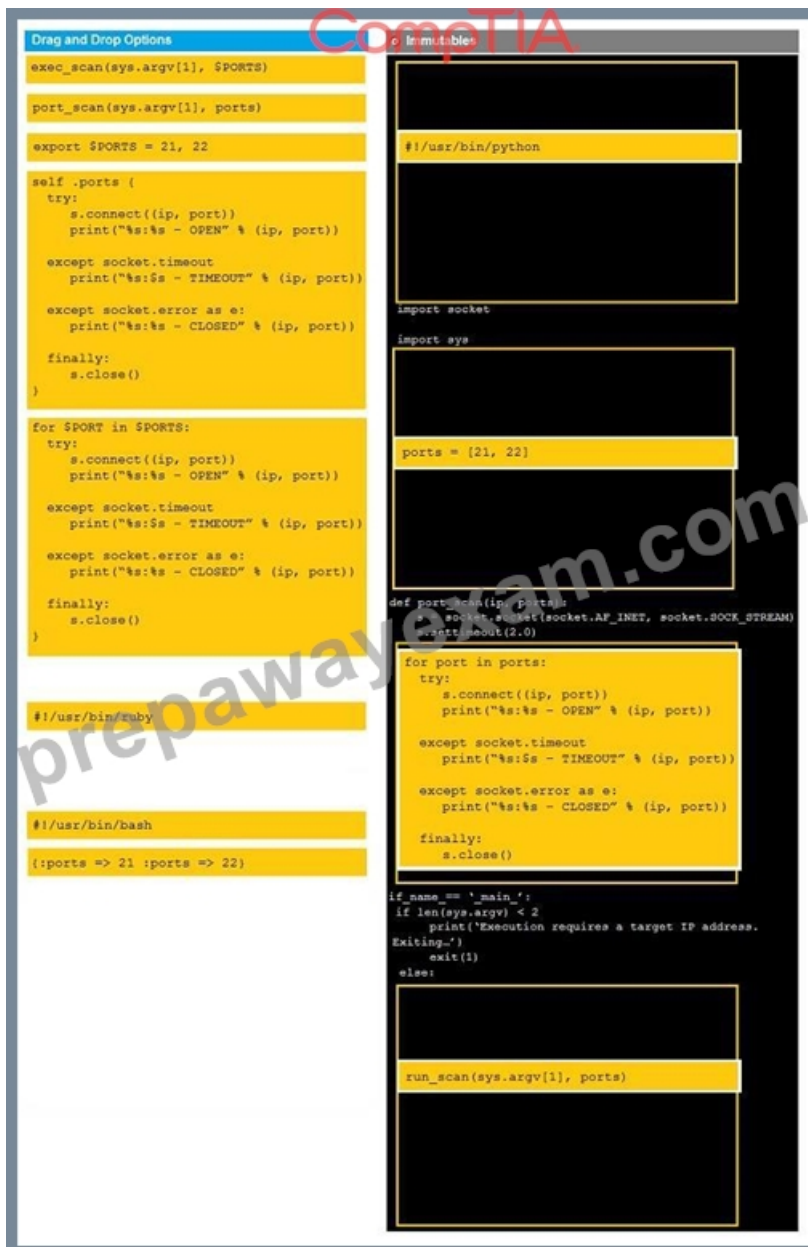 CompTIA
Drag and Drop Options
exec_scan(sys.argv[1], $PORTS)
port_scan(sys.argv[1], ports)
export $PORTS = 21, 22
self .ports (
try:
s.connect((ip, port))
print("%s:%s - OPEN" % (ip, port))
except socket.timeout
print("%s:$s - TIMEOUT" % (ip, port))
except socket.error as e:
print("%s:%s - CLOSED" % (ip, port))
finally:
s.close()
)
for $PORT in $PORTS:
try:
s.connect((ip, port))
print("%s:%s - OPEN" % (ip, port))
except socket.timeout
print("%s:$s - TIMEOUT" % (ip, port))
except socket.error as e:
print("%s:%s - CLOSED" % (ip, port))
finally:
s.close()
)
#!/usr/bin/ruby
#!/usr/bin/bash
(:ports => 21 :ports => 22)
Immutables
#!/usr/bin/python
import socket
import sys
ports = [21, 22]
def port_scan(ip, ports):
socket.socket(socket.AF_INET, socket.SOCK_STREAM)
s.settimeout(2.0)
for port in ports:
try:
s.connect((ip, port))
print("%s:%s - OPEN" % (ip, port))
except socket.timeout
print("%s:$s - TIMEOUT" % (ip, port))
except socket.error as e:
print("%s:%s - CLOSED" % (ip, port))
finally:
s.close()
if_name_== '_main_':
if len(sys.argv) < 2
print('Execution requires a target IP address.
Exiting…')
exit(1)
else:
run_scan(sys.argv[1], ports)
prepawayexam.com